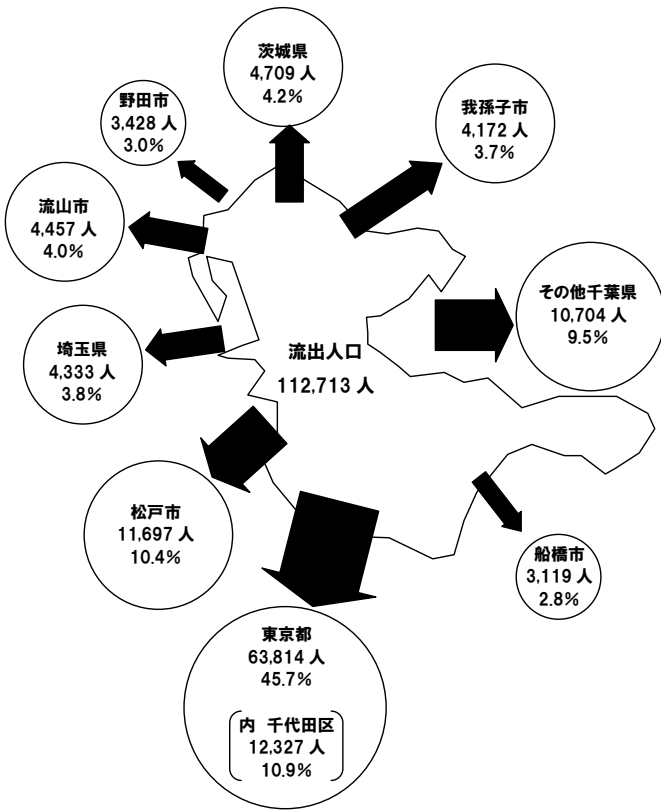 茨城県
4,709 人
4.2%
野田市
3,428 人
3.0%
我孫子市
4,172 人
3.7%
流山市
4,457 人
4.0%
その他千葉県
10,704 人
9.5%
埼玉県
4,333 人
3.8%
流出人口
112,713 人
松戸市
11,697 人
10.4%
船橋市
3,119 人
2.8%
東京都
63,814 人
45.7%
内 千代田区
12,327 人
10.9%